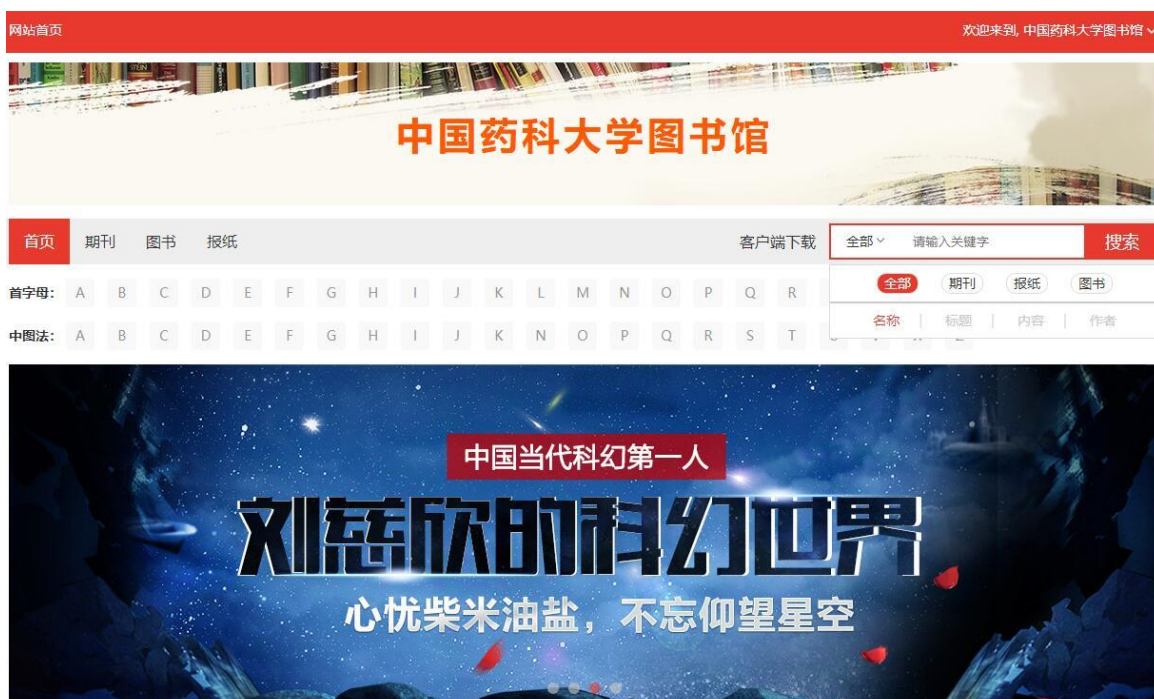 网站首页 欢迎来到, 中国药科大学图书馆
中国药科大学图书馆
首页 期刊 图书 报纸 客户端下载 全部 请输入关键字 搜索
全部 期刊 报纸 图书
首字母: A B C D E F G H I J K L M N O P Q R
名称 标题 内容 作者
中图法: A B C D E F G H I J K N O P Q R S T
中国当代科幻第一人
刘慈欣的科幻世界
心忧柴米油盐，不忘仰望星空